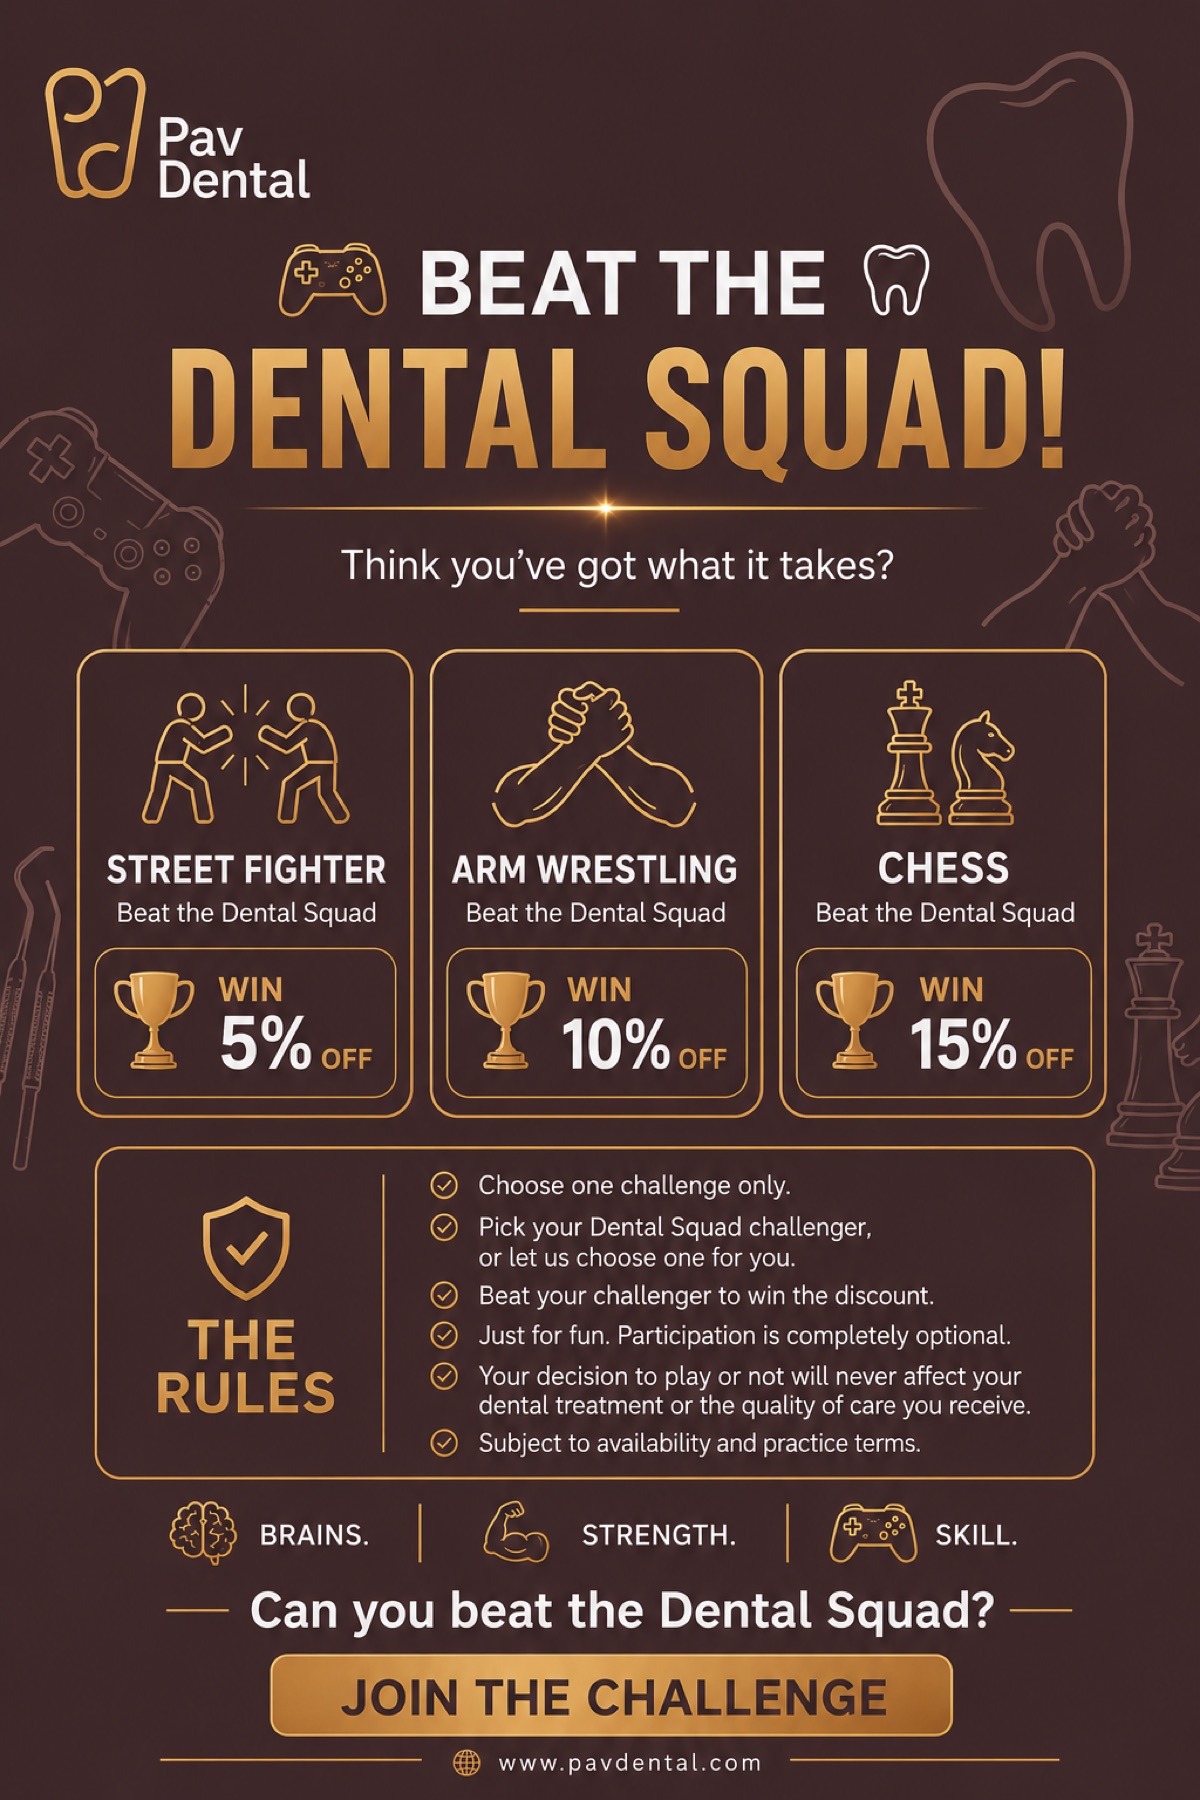 Pav
Dental
BEAT THE
DENTAL SQUAD!
Think you've got what it takes?
STREET FIGHTER
Beat the Dental Squad
WIN
5% OFF
ARM WRESTLING
Beat the Dental Squad
WIN
10% OFF
CHESS
Beat the Dental Squad
WIN
15% OFF
THE
RULES
Choose one challenge only.
Pick your Dental Squad challenger,
or let us choose one for you.
Beat your challenger to win the discount.
Just for fun. Participation is completely optional.
Your decision to play or not will never affect your
dental treatment or the quality of care you receive.
Subject to availability and practice terms.
BRAINS.
STRENGTH.
SKILL.
Can you beat the Dental Squad?
JOIN THE CHALLENGE
www.pavdental.com